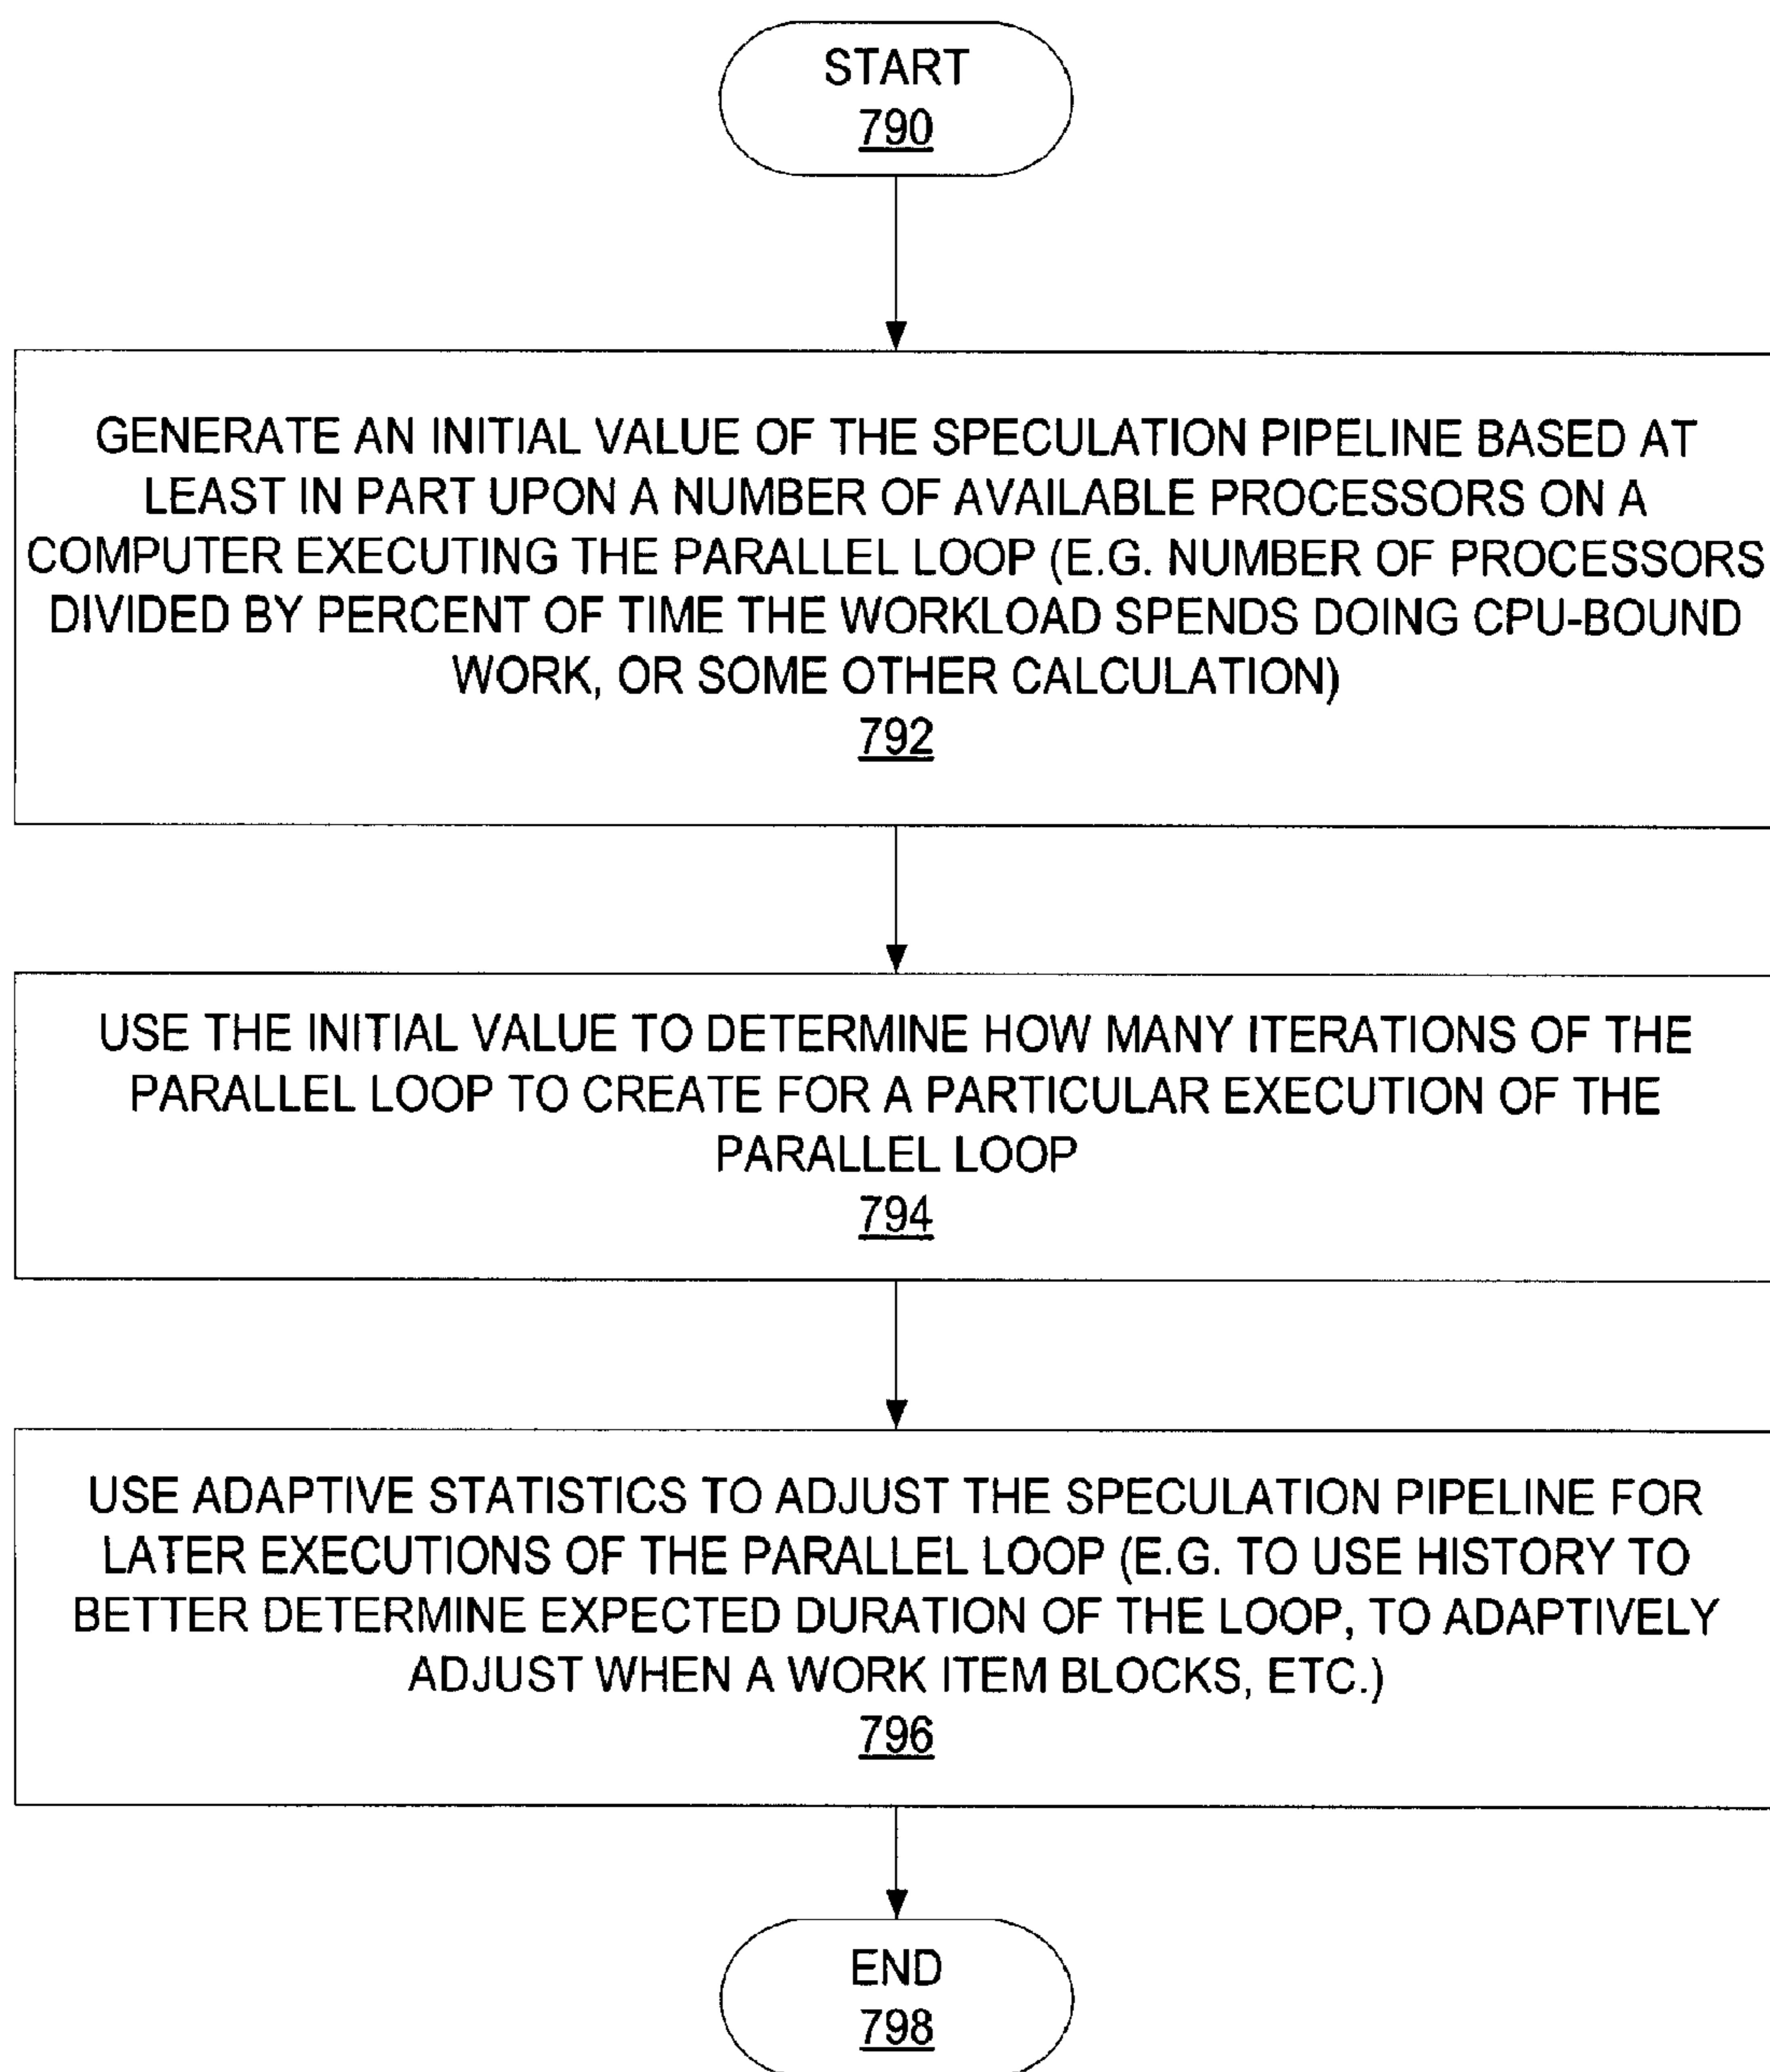 START
790
GENERATE AN INITIAL VALUE OF THE SPECULATION PIPELINE BASED AT
LEAST IN PART UPON A NUMBER OF AVAILABLE PROCESSORS ON A
COMPUTER EXECUTING THE PARALLEL LOOP (E.G. NUMBER OF PROCESSORS
DIVIDED BY PERCENT OF TIME THE WORKLOAD SPENDS DOING CPU-BOUND
WORK, OR SOME OTHER CALCULATION)
792
USE THE INITIAL VALUE TO DETERMINE HOW MANY ITERATIONS OF THE
PARALLEL LOOP TO CREATE FOR A PARTICULAR EXECUTION OF THE
PARALLEL LOOP
794
USE ADAPTIVE STATISTICS TO ADJUST THE SPECULATION PIPELINE FOR
LATER EXECUTIONS OF THE PARALLEL LOOP (E.G. TO USE HISTORY TO
BETTER DETERMINE EXPECTED DURATION OF THE LOOP, TO ADAPTIVELY
ADJUST WHEN A WORK ITEM BLOCKS, ETC.)
796
END
798